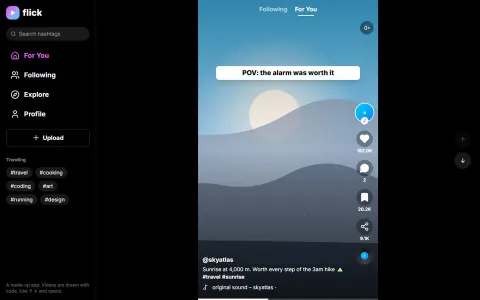 flick
Search hashtags
For You
Following
Explore
Profile
Upload
Trending
#travel
#cooking
#coding
#art
#running
#design
A made-up app. Videos are drawn with
code. Use ↑ ↓ and space.
Following
For You
POV: the alarm was worth it
2
20.2K
9.1K
@skyatlas
Sunrise at 4,000 m. Worth every step of the 3am hike
#travel #sunrise
original sound – skyatlas ·